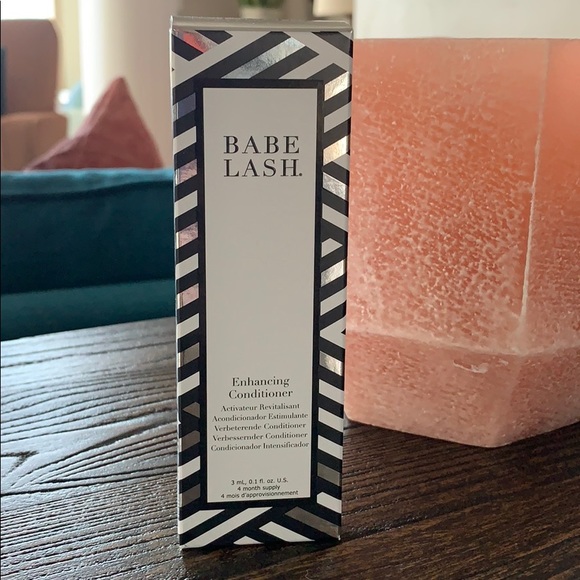 BABE
LASH®
Enhancing
Conditioner
Activateur Revitalisant
Acondicionador Estimulante
Verbeterende Conditioner
Verbessernder Conditioner
Condicionador Intensificador
3 mL, 0.1 fl. oz. U.S.
4 month supply
4 mois d'approvisionnement